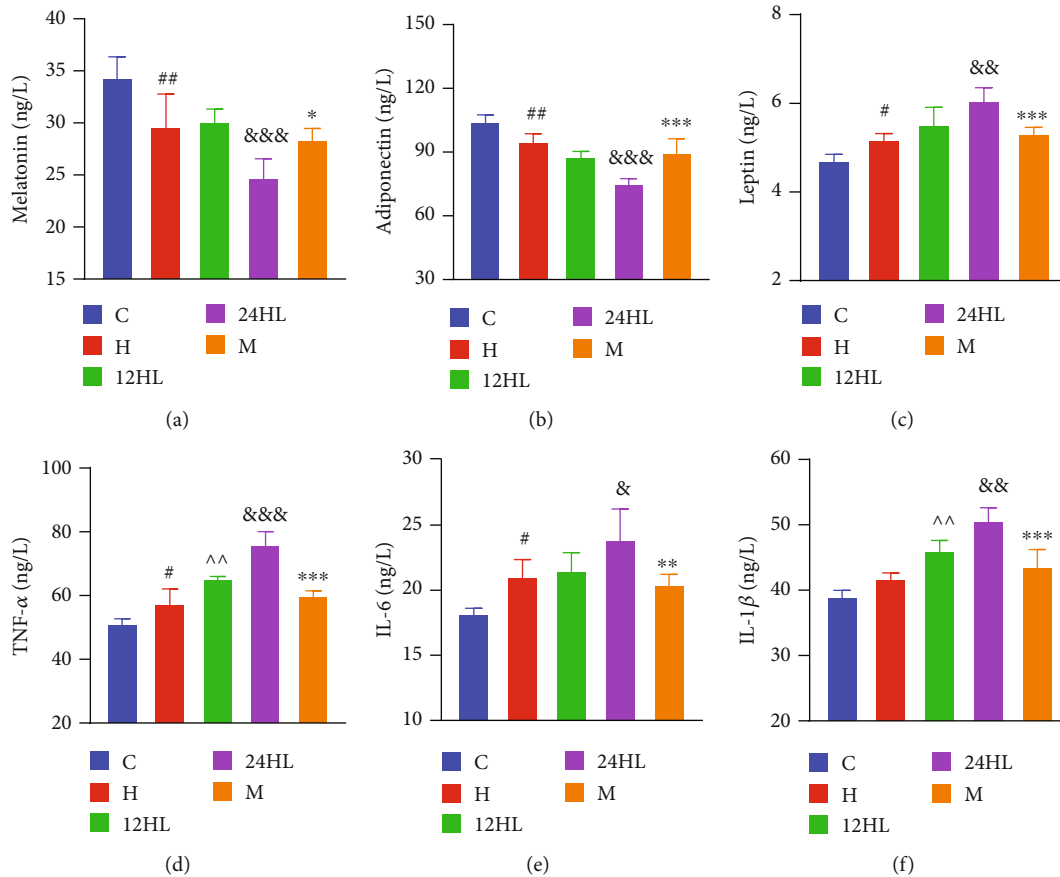 Melatonin (ng/L)
40
35
30
25
20
15
##
&&&
*
C
H
12HL
24HL
M
(a)
Adiponectin (ng/L)
150
120
90
60
30
##
&&&
***
C
H
12HL
24HL
M
(b)
Leptin (ng/L)
8
6
4
2
#
&&
***
C
H
12HL
24HL
M
(c)
TNF-α (ng/L)
100
80
60
40
20
#
^^
&&&
***
C
H
12HL
24HL
M
(d)
IL-6 (ng/L)
30
25
20
15
10
#
&
**
C
H
12HL
24HL
M
(e)
IL-1β (ng/L)
60
50
40
30
20
^^
&&
***
C
H
12HL
24HL
M
(f)